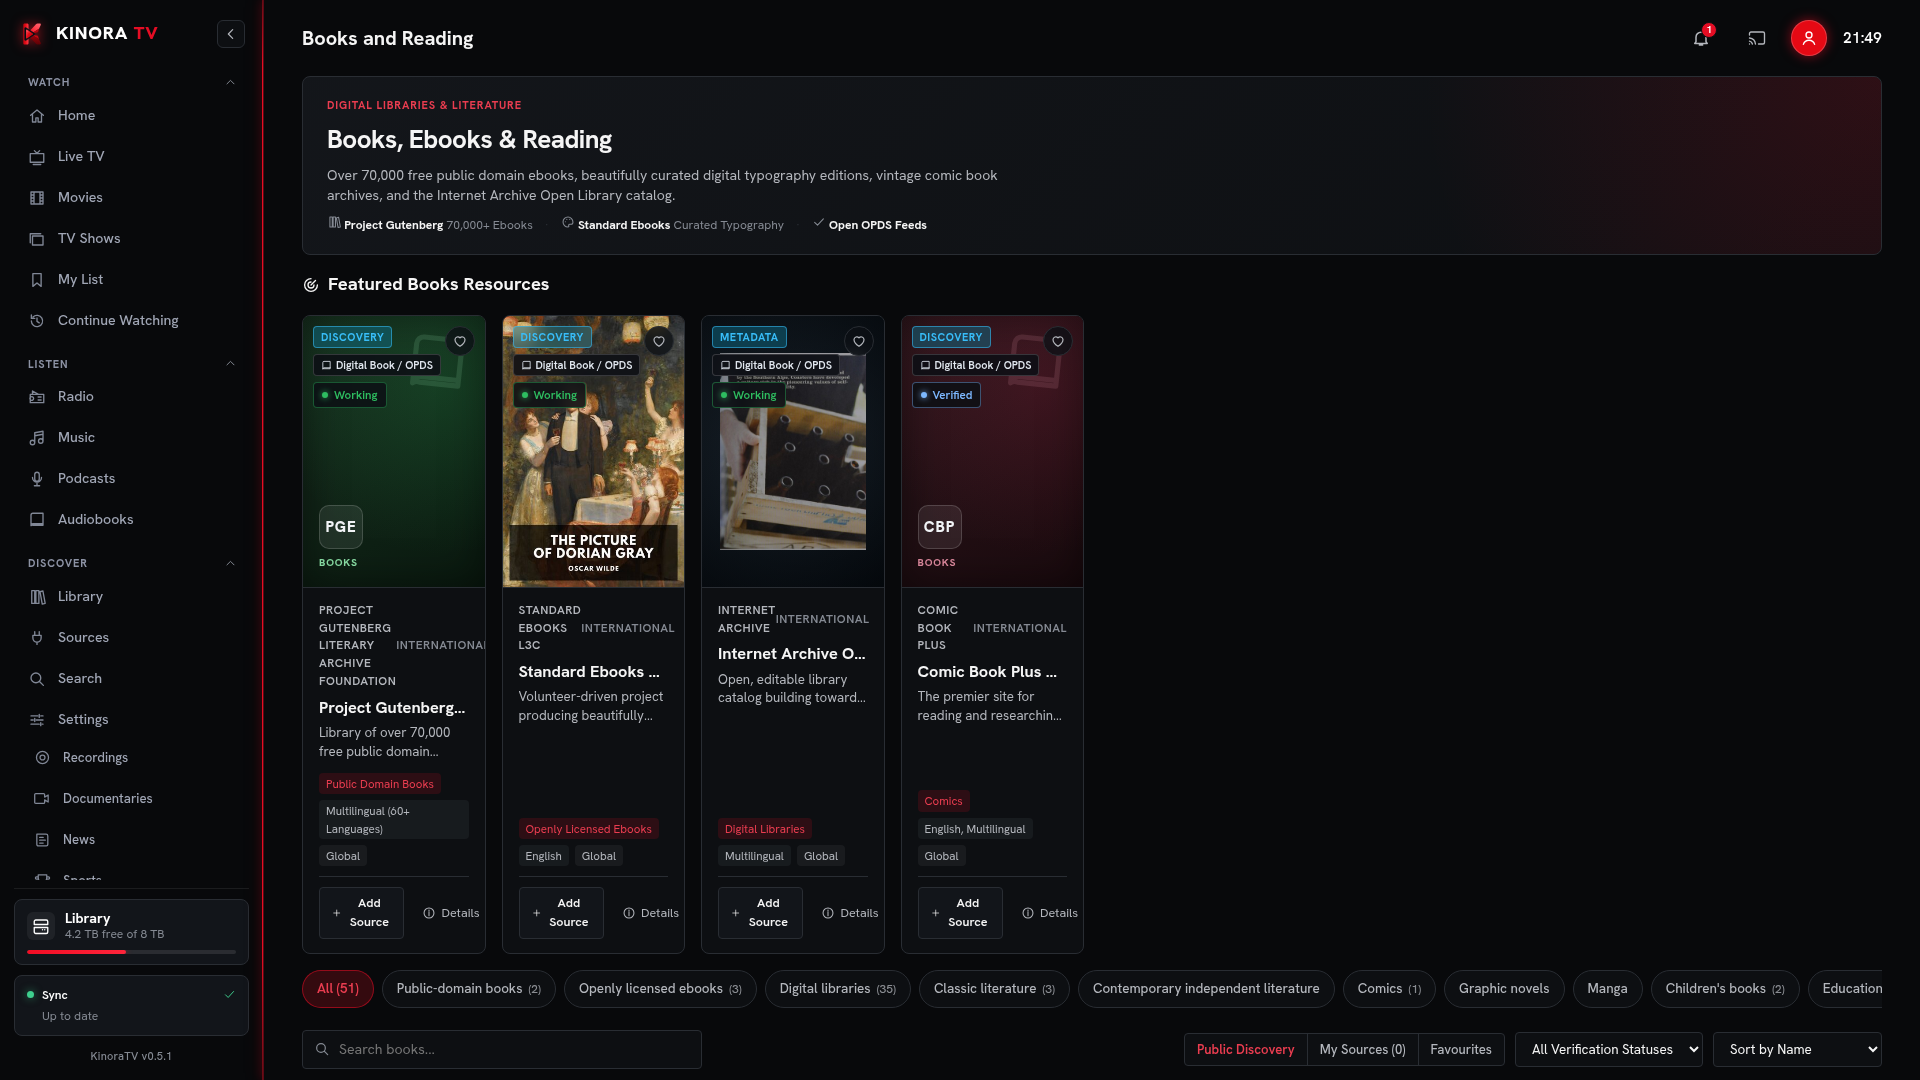 KINORA TV
WATCH
Home
Live TV
Movies
TV Shows
My List
Continue Watching
LISTEN
Radio
Music
Podcasts
Audiobooks
DISCOVER
Library
Sources
Search
Settings
Recordings
Documentaries
News
Sports
Library
4.2 TB free of 8 TB
Sync
Up to date
KinoraTV v0.5.1
Books and Reading
1
21:49
DIGITAL LIBRARIES & LITERATURE
Books, Ebooks & Reading
Over 70,000 free public domain ebooks, beautifully curated digital typography editions, vintage comic book
archives, and the Internet Archive Open Library catalog.
Project Gutenberg 70,000+ Ebooks · Standard Ebooks Curated Typography · Open OPDS Feeds
Featured Books Resources
DISCOVERY
Digital Book / OPDS
Working
PGE
BOOKS
PROJECT
GUTENBERG
LITERARY
ARCHIVE
FOUNDATION
INTERNATIONAL
Project Gutenberg...
Library of over 70,000
free public domain...
Public Domain Books
Multilingual (60+
Languages)
Global
+ Add
Source
Details
DISCOVERY
Digital Book / OPDS
Working
THE PICTURE
OF DORIAN GRAY
OSCAR WILDE
STANDARD
EBOOKS
L3C
INTERNATIONAL
Standard Ebooks ...
Volunteer-driven project
producing beautifully...
Openly Licensed Ebooks
English
Global
+ Add
Source
Details
METADATA
Digital Book / OPDS
Working
INTERNET
ARCHIVE
INTERNATIONAL
Internet Archive O...
Open, editable library
catalog building toward...
Digital Libraries
Multilingual
Global
+ Add
Source
Details
DISCOVERY
Digital Book / OPDS
Verified
CBP
BOOKS
COMIC
BOOK
PLUS
INTERNATIONAL
Comic Book Plus ...
The premier site for
reading and researchin...
Comics
English, Multilingual
Global
+ Add
Source
Details
All (51)
Public-domain books (2)
Openly licensed ebooks (3)
Digital libraries (35)
Classic literature (3)
Contemporary independent literature
Comics (1)
Graphic novels
Manga
Children's books (2)
Education
Search books...
Public Discovery
My Sources (0)
Favourites
All Verification Statuses
Sort by Name